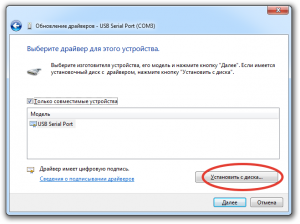 Обновление драйверов - USB Serial Port (COM3)
Выберите драйвер для этого устройства.
Выберите изготовителя устройства, его модель и нажмите кнопку "Далее". Если имеется
установочный диск с драйвером, нажмите кнопку "Установить с диска".
Только совместимые устройства
Модель
USB Serial Port
Драйвер имеет цифровую подпись.
Сведения о подписывании драйверов
Установить с диска...
Далее
Отмена